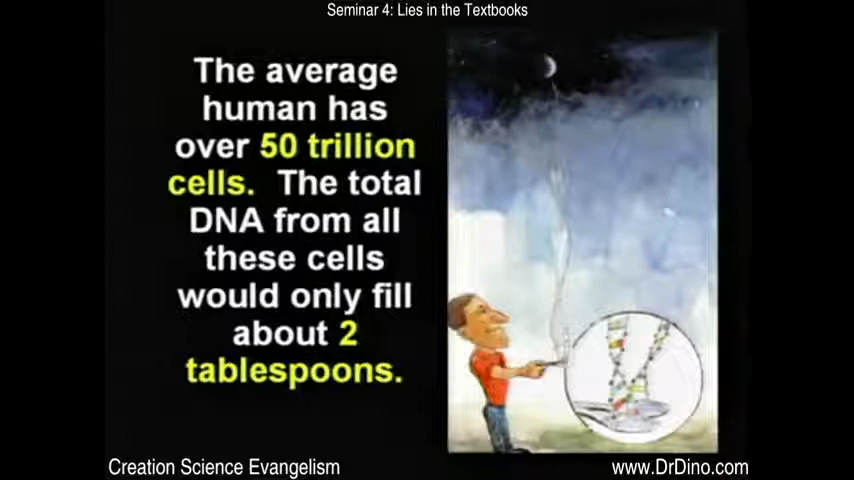 Seminar 4: Lies in the Textbooks
The average
human has
over 50 trillion
cells. The total
DNA from all
these cells
would only fill
about 2
tablespoons.
Creation Science Evangelism
www.DrDino.com